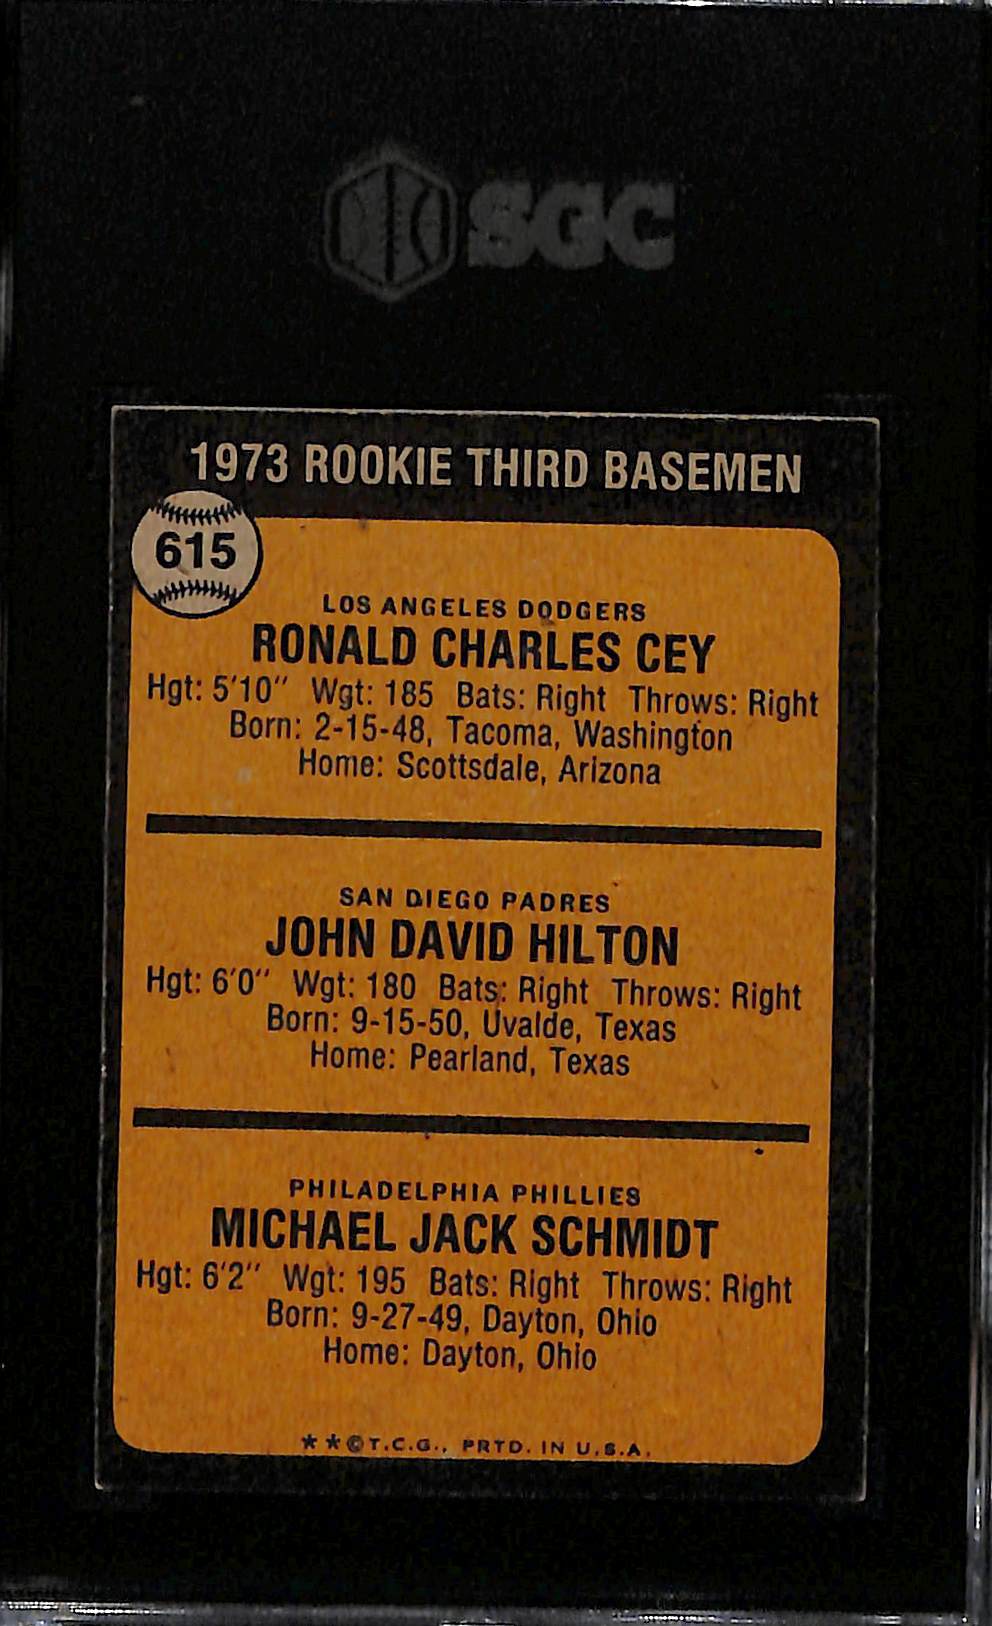 SGC
1973 ROOKIE THIRD BASEMEN
615
LOS ANGELES DODGERS
RONALD CHARLES CEY
Hgt: 5'10" Wgt: 185 Bats: Right Throws: Right
Born: 2-15-48, Tacoma, Washington
Home: Scottsdale, Arizona
SAN DIEGO PADRES
JOHN DAVID HILTON
Hgt: 6'0" Wgt: 180 Bats: Right Throws: Right
Born: 9-15-50, Uvalde, Texas
Home: Pearland, Texas
PHILADELPHIA PHILLIES
MICHAEL JACK SCHMIDT
Hgt: 6'2" Wgt: 195 Bats: Right Throws: Right
Born: 9-27-49, Dayton, Ohio
Home: Dayton, Ohio
**©T.C.G., PRTD. IN U.S.A.